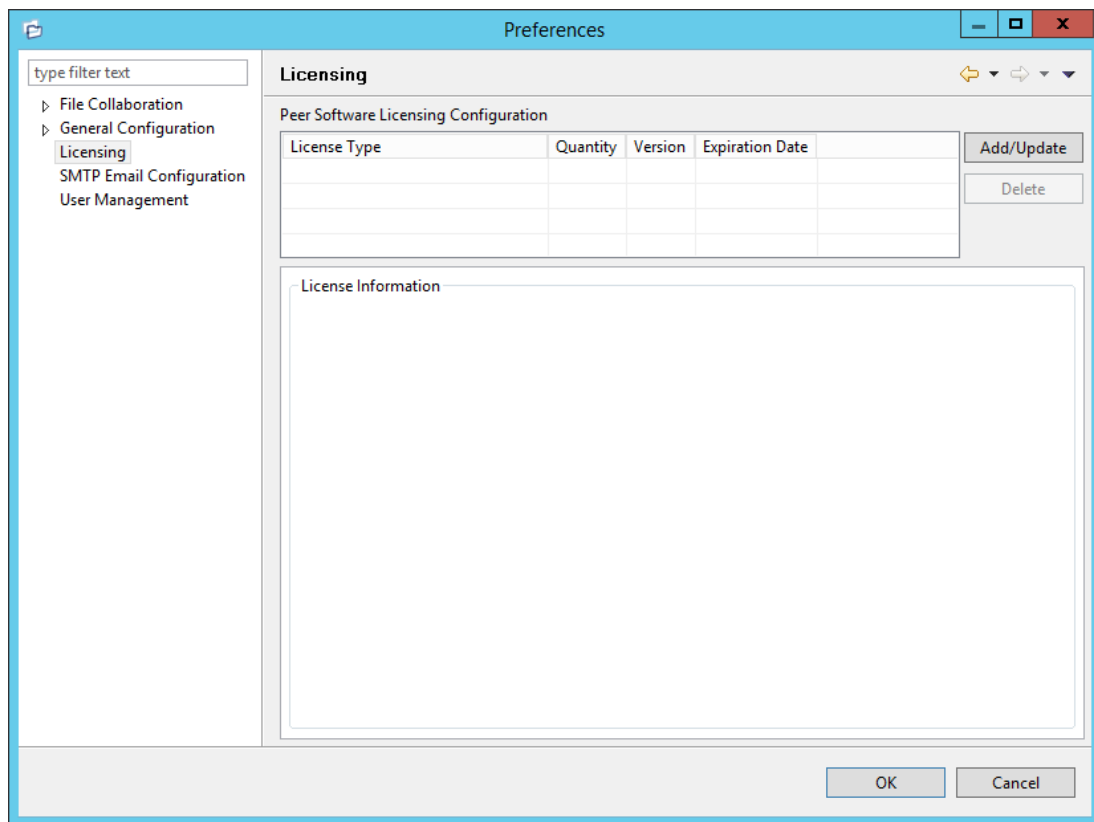 Preferences
type filter text
File Collaboration
General Configuration
Licensing
SMTP Email Configuration
User Management
Licensing
Peer Software Licensing Configuration
License Type Quantity Version Expiration Date
Add/Update
Delete
License Information
OK Cancel